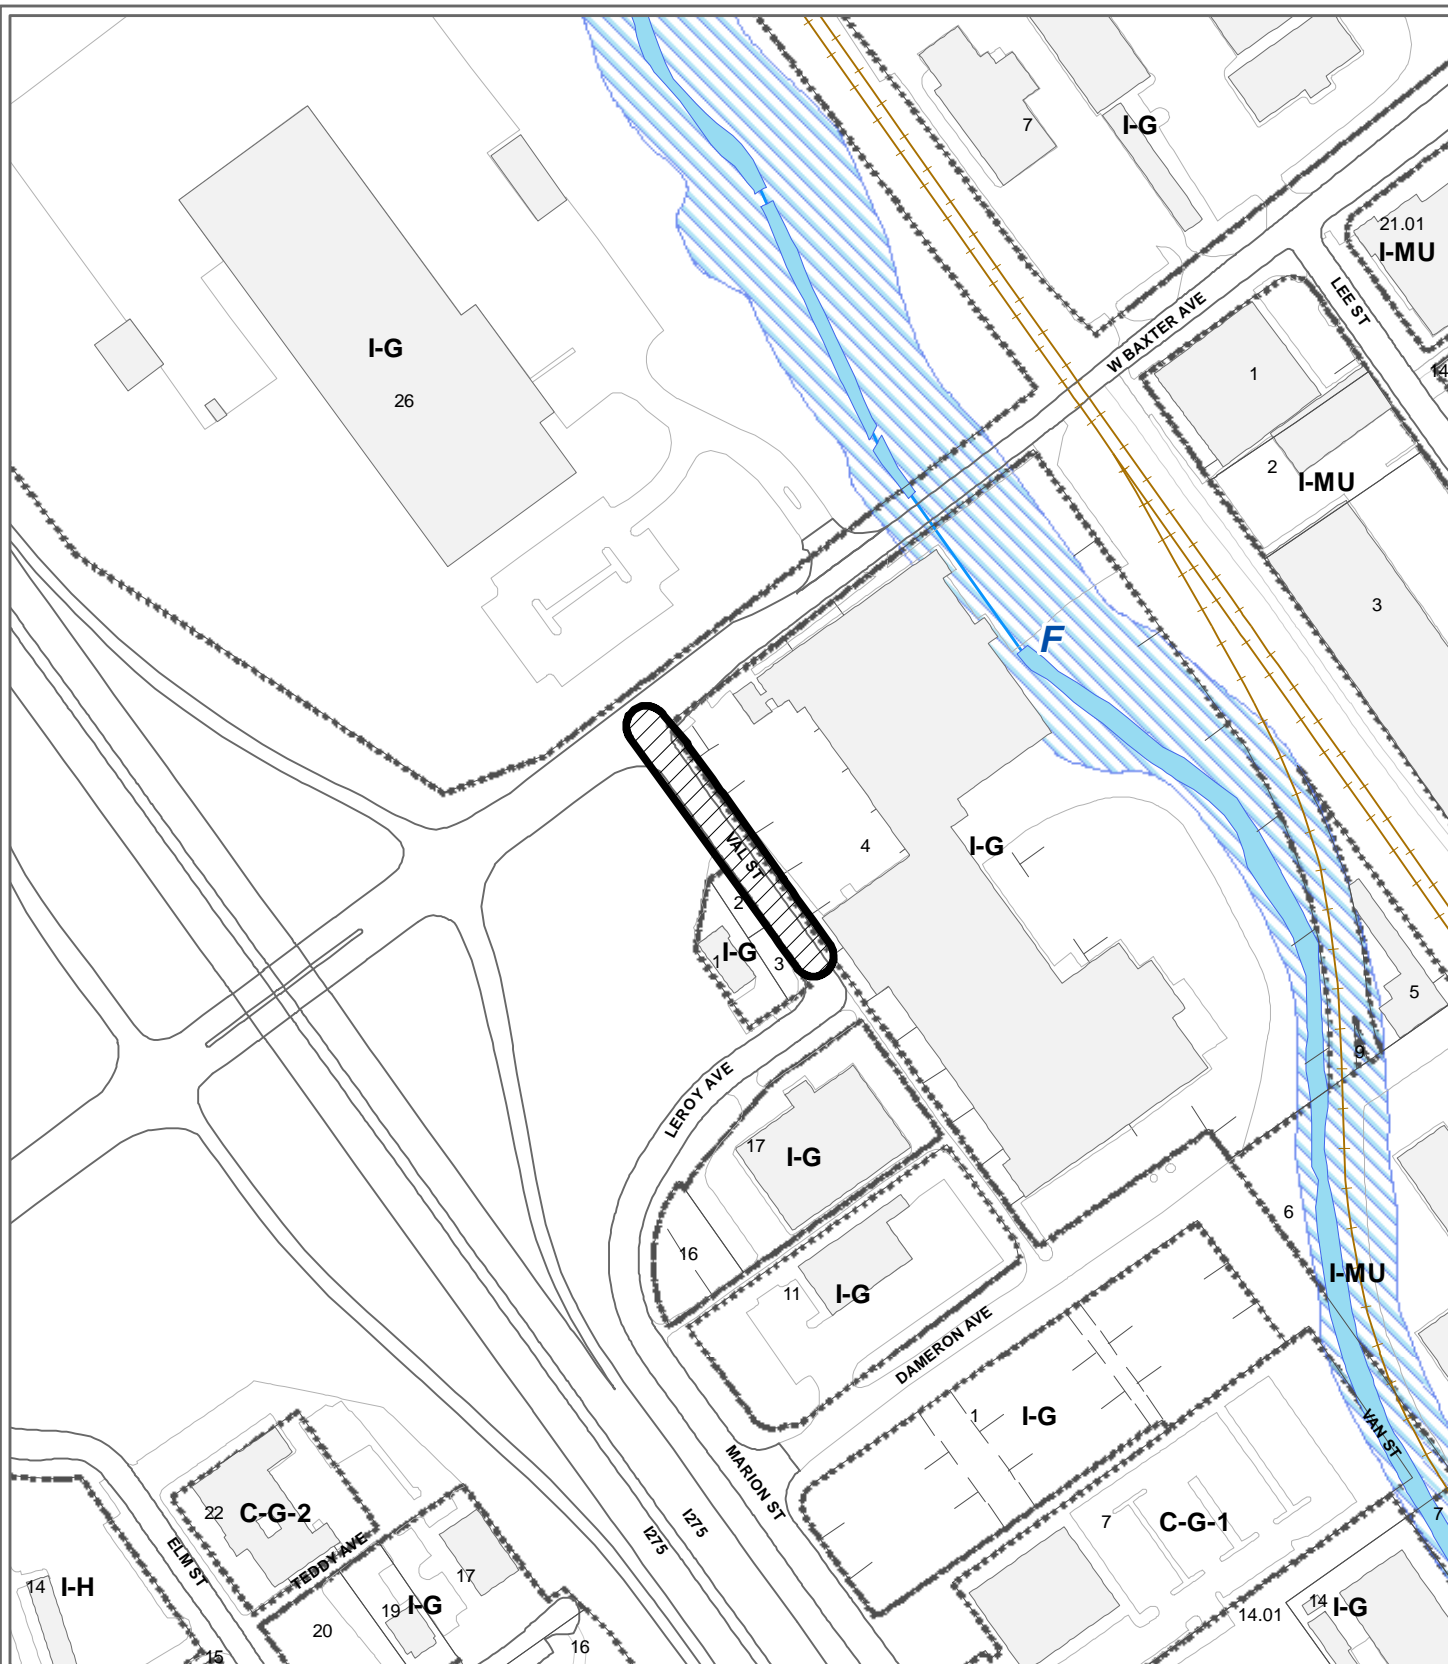 7
I-G
21.01
I-MU
LEE ST
W BAXTER AVE
I-G
26
1
14
2
I-MU
3
F
VAL ST
4
I-G
2
1
I-G
3
5
9
LEROY AVE
17
I-G
6
16
11
I-G
I-MU
DAMERON AVE
1
I-G
VAN ST
MARION ST
22
C-G-2
7
C-G-1
7
I275
I275
ELM ST
TEDDY AVE
14
I-H
17
19
I-G
20
14.01
14
I-G
15
16